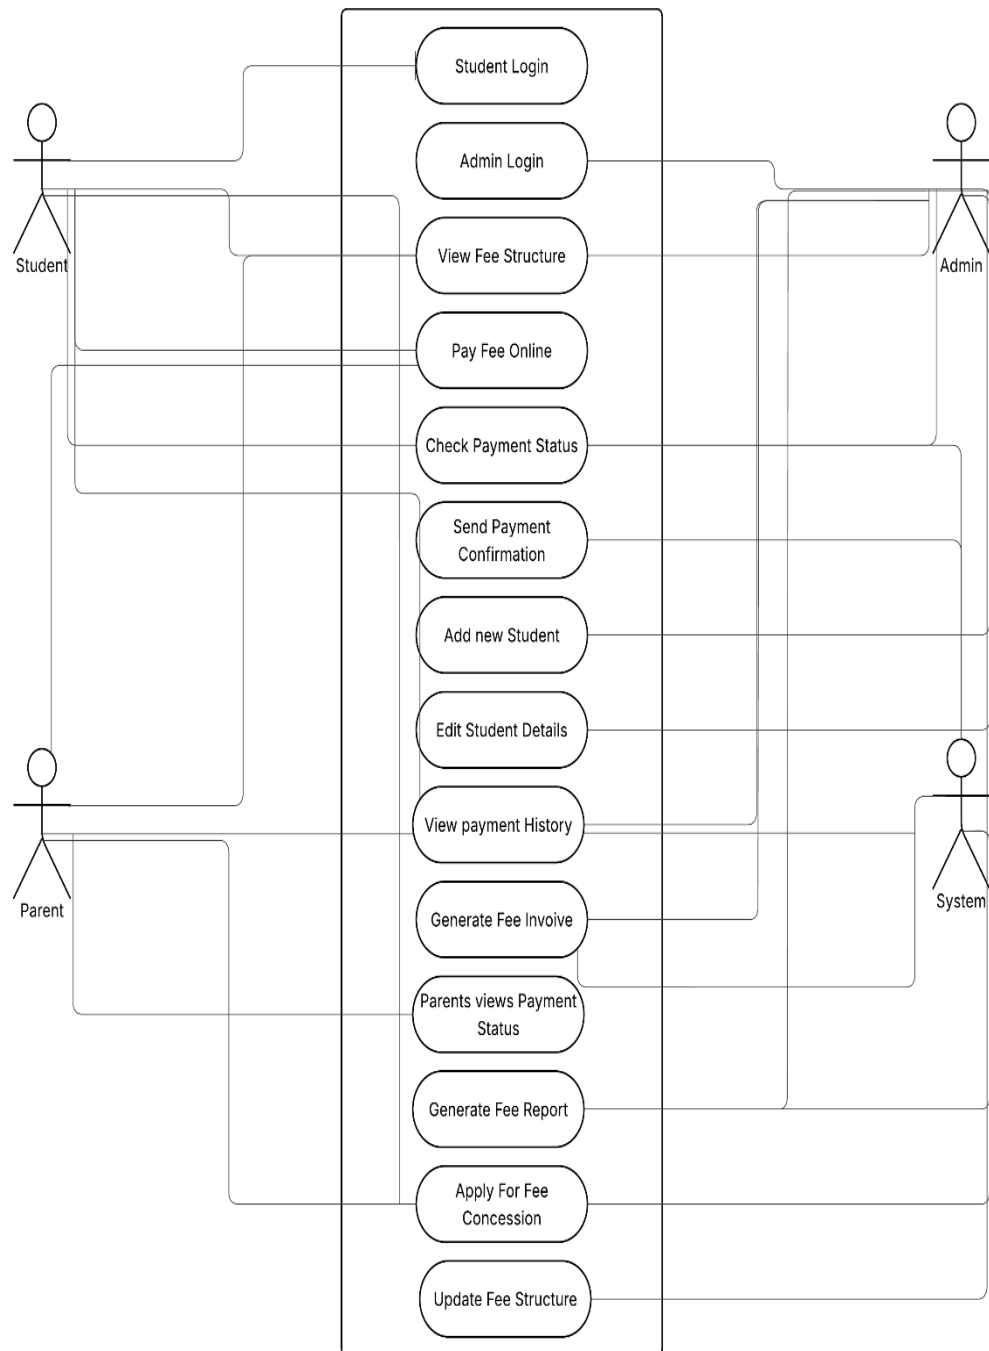 Student Login
Admin Login
Student
View Fee Structure
Admin
Pay Fee Online
Check Payment Status
Send Payment
Confirmation
Add new Student
Edit Student Details
View payment History
Parent
System
Generate Fee Invoive
Parents views Payment
Status
Generate Fee Report
Apply For Fee
Concession
Update Fee Structure